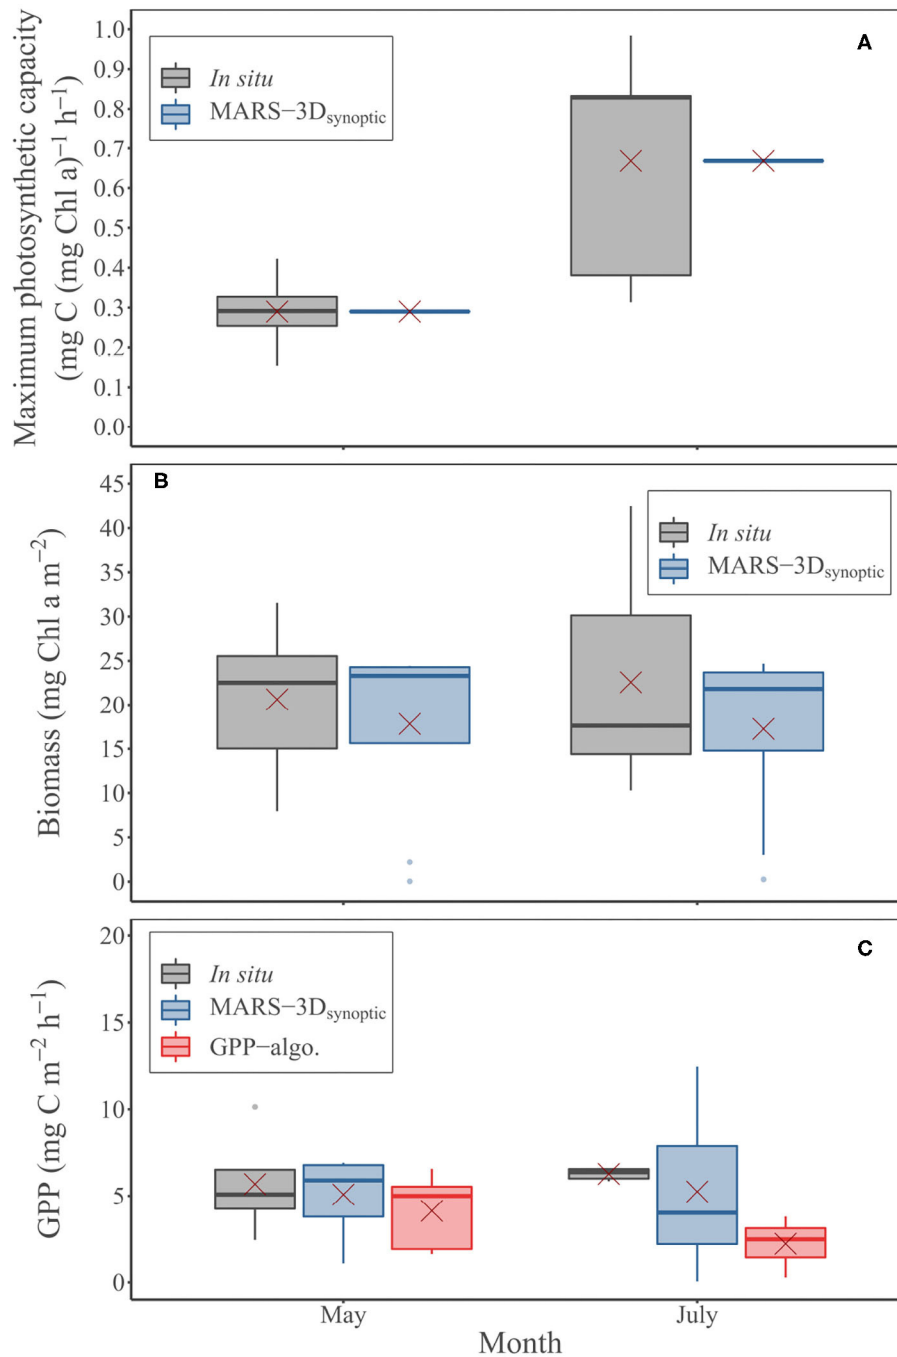 Maximum photosynthetic capacity
(mg C (mg Chl a)⁻¹ h⁻¹)
1.0
0.9
0.8
0.7
0.6
0.5
0.4
0.3
0.2
0.1
0.0
In situ
MARS−3Dsynoptic
A
Biomass (mg Chl a m⁻²)
45
40
35
30
25
20
15
10
5
0
B
In situ
MARS−3Dsynoptic
GPP (mg C m⁻² h⁻¹)
20
15
10
5
0
In situ
MARS−3Dsynoptic
GPP−algo.
C
May
July
Month